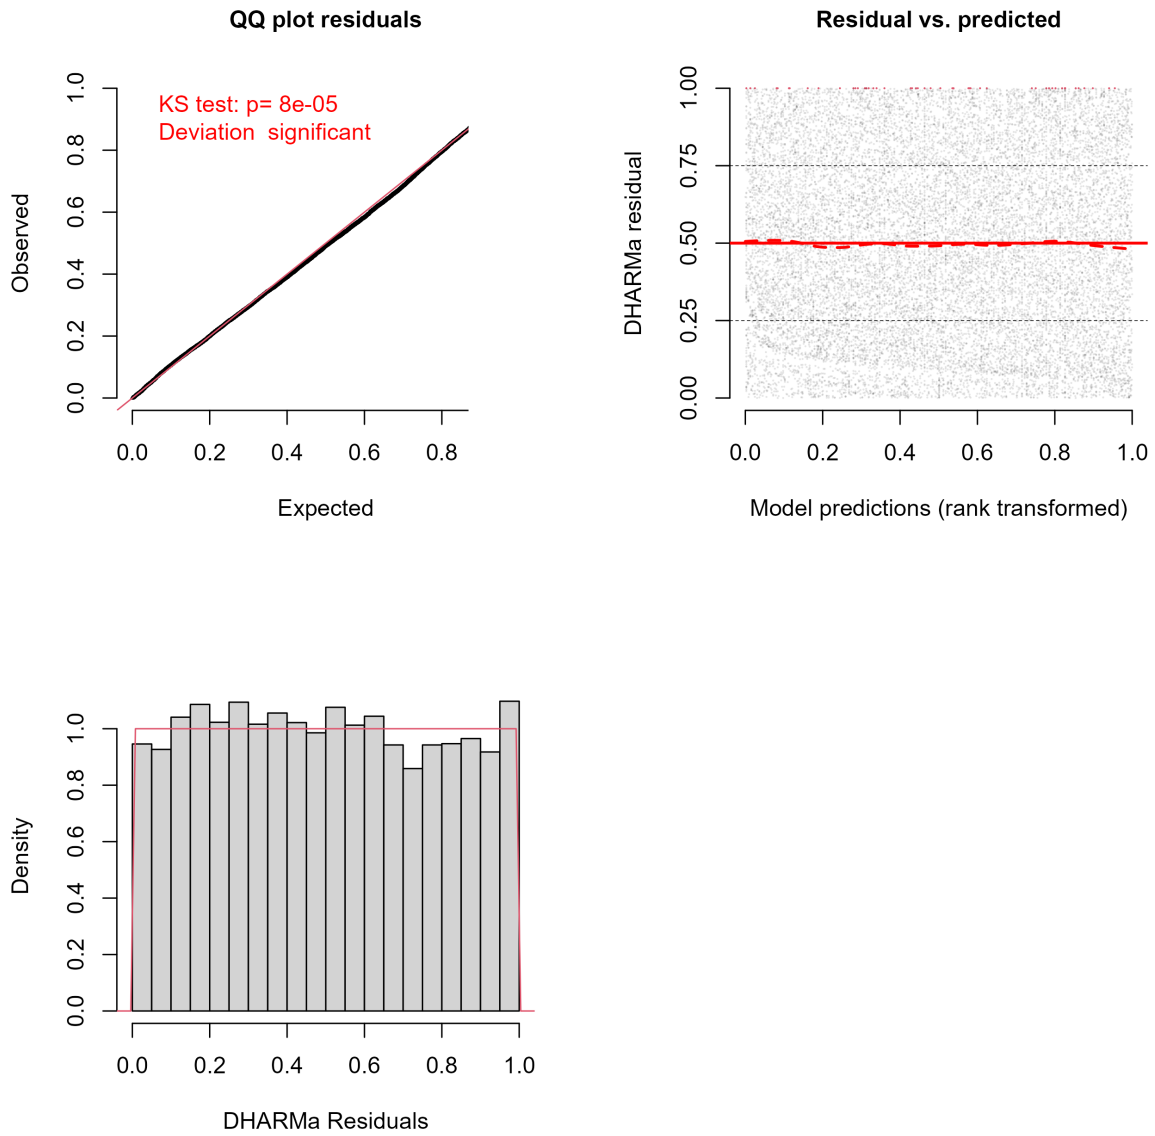 QQ plot residuals
KS test: p= 8e-05
Deviation  significant
Observed
0.0
0.2
0.4
0.6
0.8
1.0
0.0 0.2 0.4 0.6 0.8
Expected
Residual vs. predicted
DHARMa residual
0.00
0.25
0.50
0.75
1.00
0.0 0.2 0.4 0.6 0.8 1.0
Model predictions (rank transformed)
Density
0.0
0.2
0.4
0.6
0.8
1.0
0.0 0.2 0.4 0.6 0.8 1.0
DHARMa Residuals